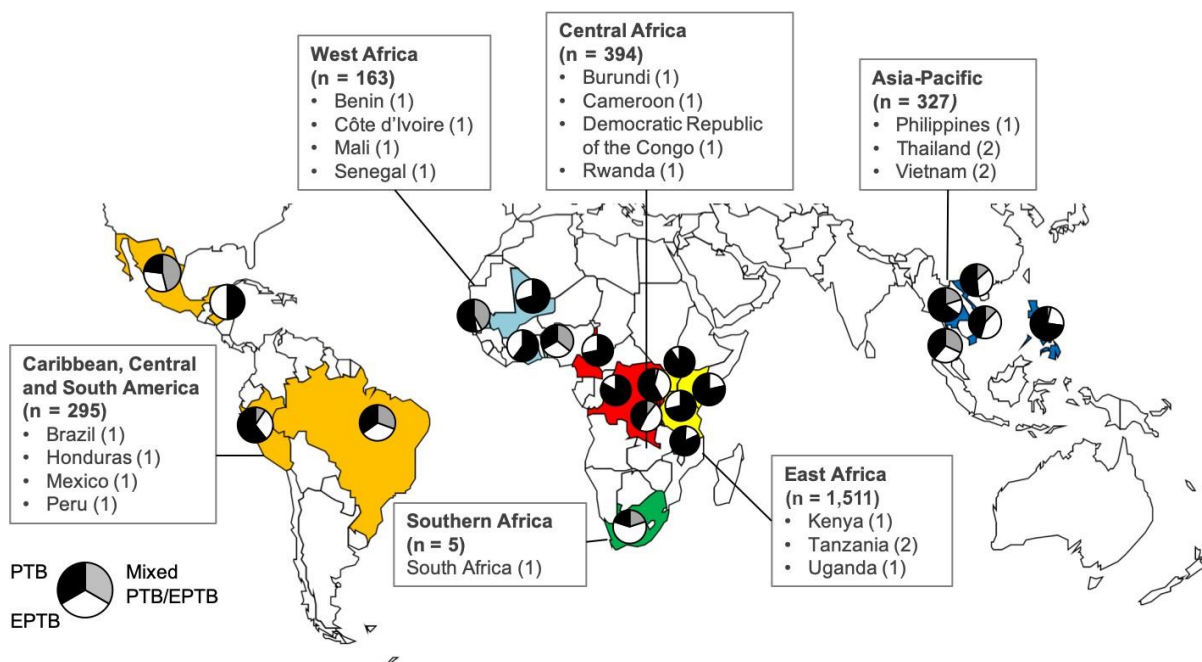 West Africa
(n = 163)
• Benin (1)
• Côte d'Ivoire (1)
• Mali (1)
• Senegal (1)
Central Africa
(n = 394)
• Burundi (1)
• Cameroon (1)
• Democratic Republic
of the Congo (1)
• Rwanda (1)
Asia-Pacific
(n = 327)
• Philippines (1)
• Thailand (2)
• Vietnam (2)
Caribbean, Central
and South America
(n = 295)
• Brazil (1)
• Honduras (1)
• Mexico (1)
• Peru (1)
Southern Africa
(n = 5)
South Africa (1)
East Africa
(n = 1,511)
• Kenya (1)
• Tanzania (2)
• Uganda (1)
PTB
EPTB
Mixed
PTB/EPTB